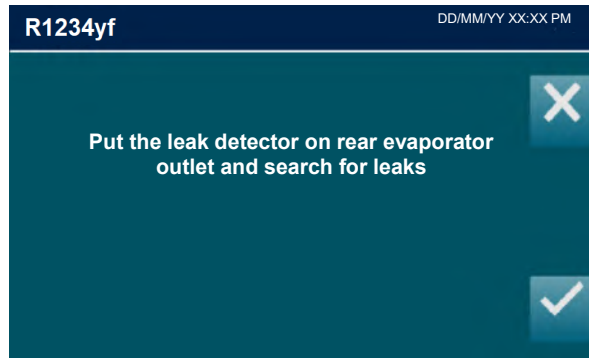 R1234yf
DD/MM/YY XX:XX PM
Put the leak detector on rear evaporator
outlet and search for leaks